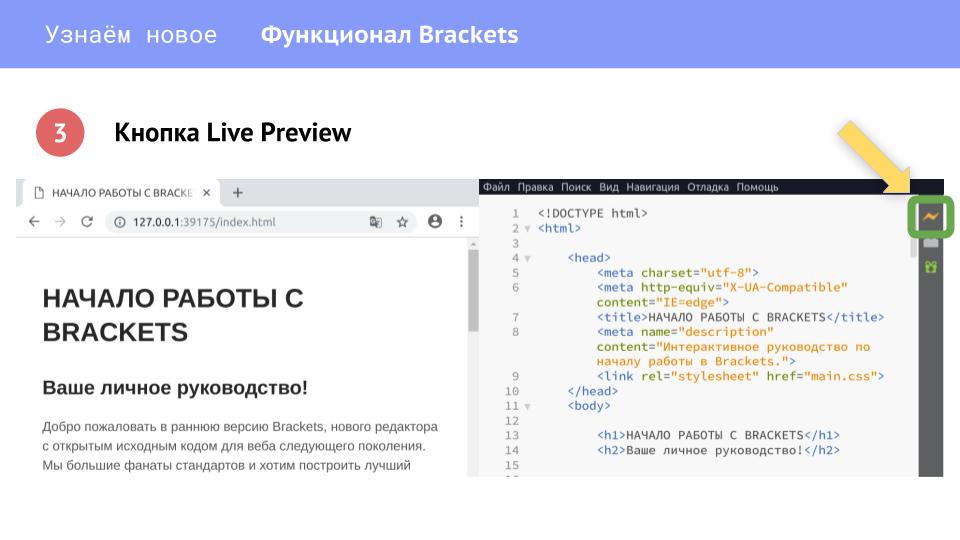 Узнаём новое Функционал Brackets
3 Кнопка Live Preview
НАЧАЛО РАБОТЫ С BRACKE
127.0.0.1:39175/index.html
НАЧАЛО РАБОТЫ С
BRACKETS
Ваше личное руководство!
Добро пожаловать в раннюю версию Brackets, нового редактора
с открытым исходным кодом для веба следующего поколения.
Мы большие фанаты стандартов и хотим построить лучший
Файл Правка Поиск Вид Навигация Отладка Помощь
1 <!DOCTYPE html>
2 <html>
3
4 <head>
5 <meta charset="utf-8">
6 <meta http-equiv="X-UA-Compatible"
content="IE=edge">
7 <title>НАЧАЛО РАБОТЫ С BRACKETS</title>
8 <meta name="description"
content="Интерактивное руководство по
началу работы в Brackets.">
9 <link rel="stylesheet" href="main.css">
10 </head>
11 <body>
12
13 <h1>НАЧАЛО РАБОТЫ С BRACKETS</h1>
14 <h2>Ваше личное руководство!</h2>
15